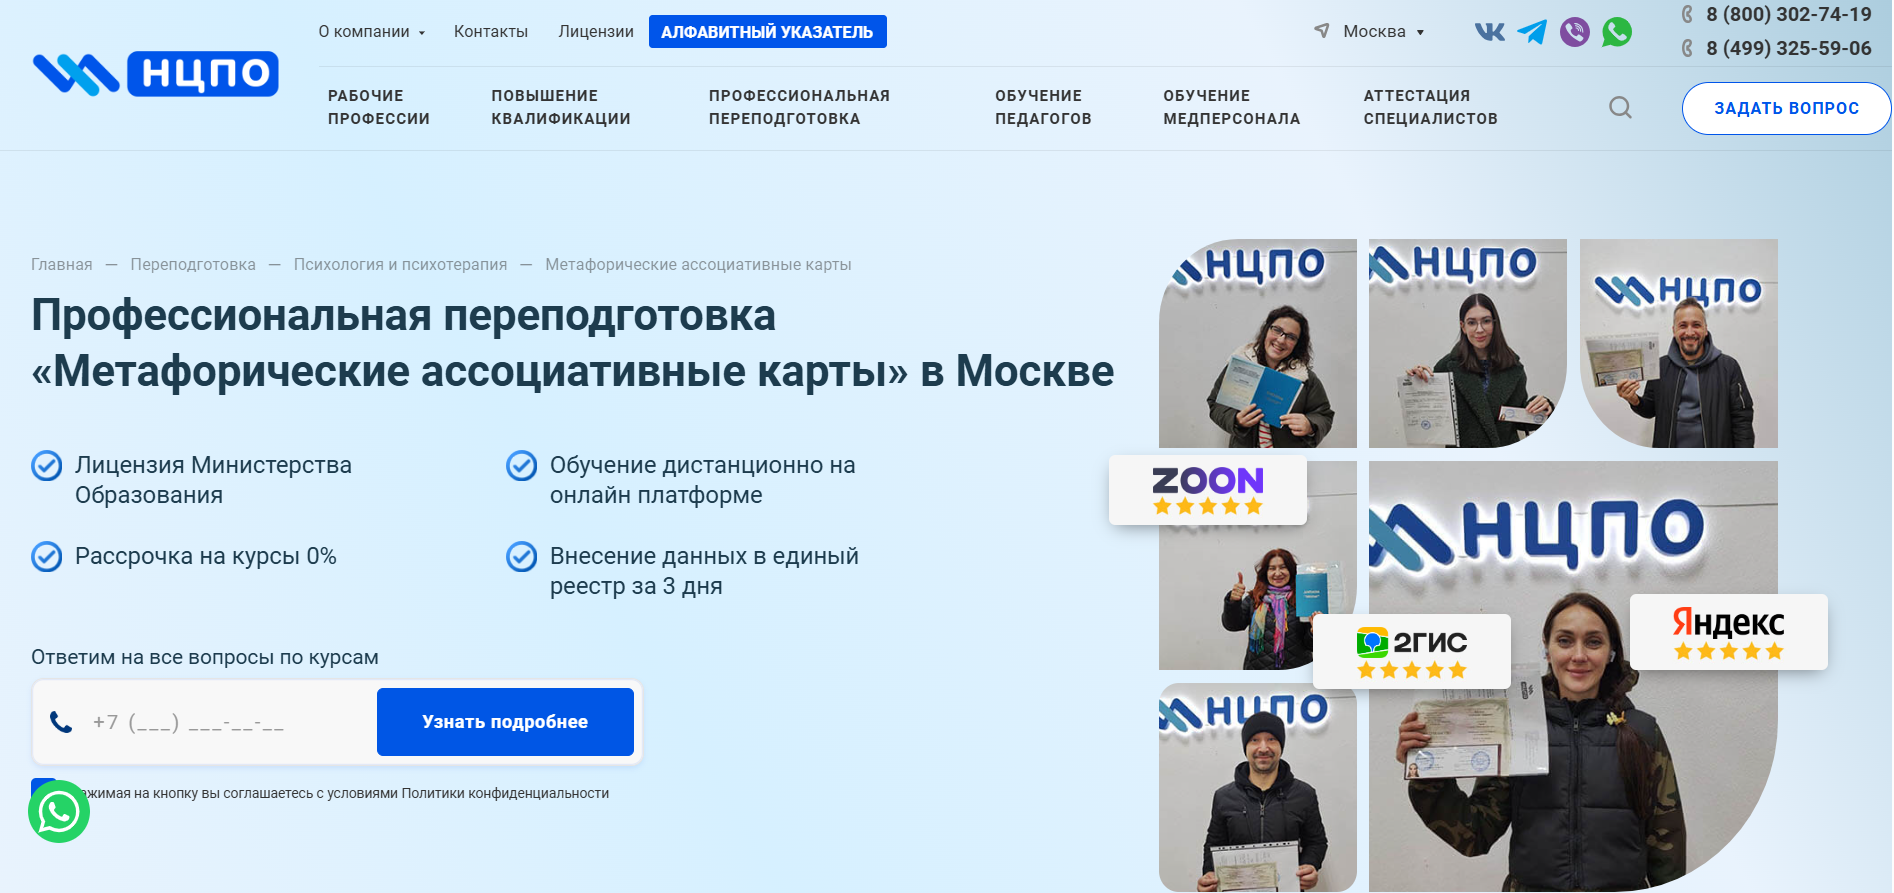 О компании
Контакты
Лицензии
АЛФАВИТНЫЙ УКАЗАТЕЛЬ
Москва
8 (800) 302-74-19
8 (499) 325-59-06
НЦПО
РАБОЧИЕ
ПРОФЕССИИ
ПОВЫШЕНИЕ
КВАЛИФИКАЦИИ
ПРОФЕССИОНАЛЬНАЯ
ПЕРЕПОДГОТОВКА
ОБУЧЕНИЕ
ПЕДАГОГОВ
ОБУЧЕНИЕ
МЕДПЕРСОНАЛА
АТТЕСТАЦИЯ
СПЕЦИАЛИСТОВ
ЗАДАТЬ ВОПРОС
Главная — Переподготовка — Психология и психотерапия — Метафорические ассоциативные карты
Профессиональная переподготовка
«Метафорические ассоциативные карты» в Москве
Лицензия Министерства
Образования
Обучение дистанционно на
онлайн платформе
Рассрочка на курсы 0%
Внесение данных в единый
реестр за 3 дня
Ответим на все вопросы по курсам
+7 (___) ___-__-__
Узнать подробнее
ажимая на кнопку вы соглашаетесь с условиями Политики конфиденциальности
НЦПО
НЦПО
НЦПО
ZOON
НЦПО
2ГИС
Яндекс
НЦПО